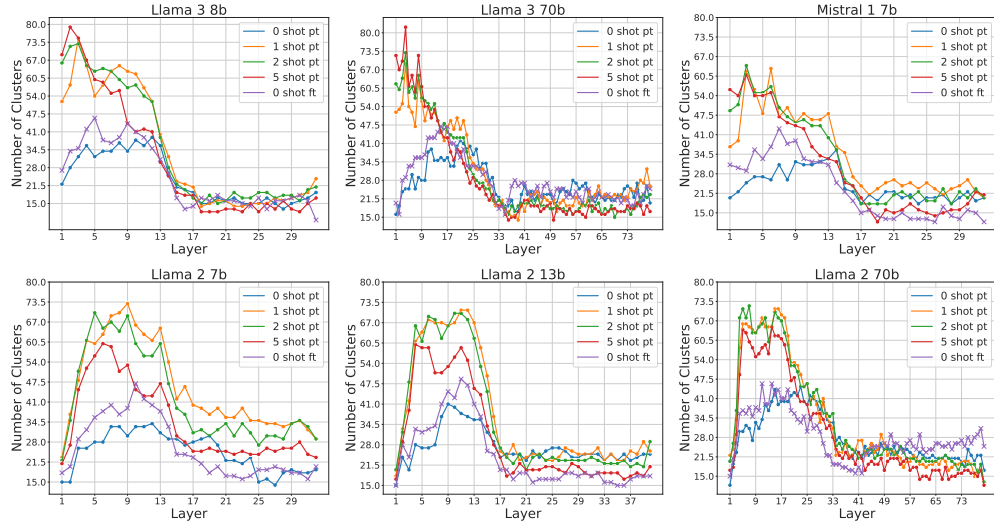 Llama 3 8b
Number of Clusters
80.0
73.5
67.0
60.5
54.0
47.5
41.0
34.5
28.0
21.5
15.0
0 shot pt
1 shot pt
2 shot pt
5 shot pt
0 shot ft
1 5 9 13 17 21 25 29
Layer
Llama 3 70b
Number of Clusters
80.0
73.5
67.0
60.5
54.0
47.5
41.0
34.5
28.0
21.5
15.0
0 shot pt
1 shot pt
2 shot pt
5 shot pt
0 shot ft
1 9 17 25 33 41 49 57 65 73
Layer
Mistral 1 7b
Number of Clusters
80.0
73.5
67.0
60.5
54.0
47.5
41.0
34.5
28.0
21.5
15.0
0 shot pt
1 shot pt
2 shot pt
5 shot pt
0 shot ft
1 5 9 13 17 21 25 29
Layer
Llama 2 7b
Number of Clusters
80.0
73.5
67.0
60.5
54.0
47.5
41.0
34.5
28.0
21.5
15.0
0 shot pt
1 shot pt
2 shot pt
5 shot pt
0 shot ft
1 5 9 13 17 21 25 29
Layer
Llama 2 13b
Number of Clusters
80.0
73.5
67.0
60.5
54.0
47.5
41.0
34.5
28.0
21.5
15.0
0 shot pt
1 shot pt
2 shot pt
5 shot pt
0 shot ft
1 5 9 13 17 21 25 29 33 37
Layer
Llama 2 70b
Number of Clusters
80.0
73.5
67.0
60.5
54.0
47.5
41.0
34.5
28.0
21.5
15.0
0 shot pt
1 shot pt
2 shot pt
5 shot pt
0 shot ft
1 9 17 25 33 41 49 57 65 73
Layer